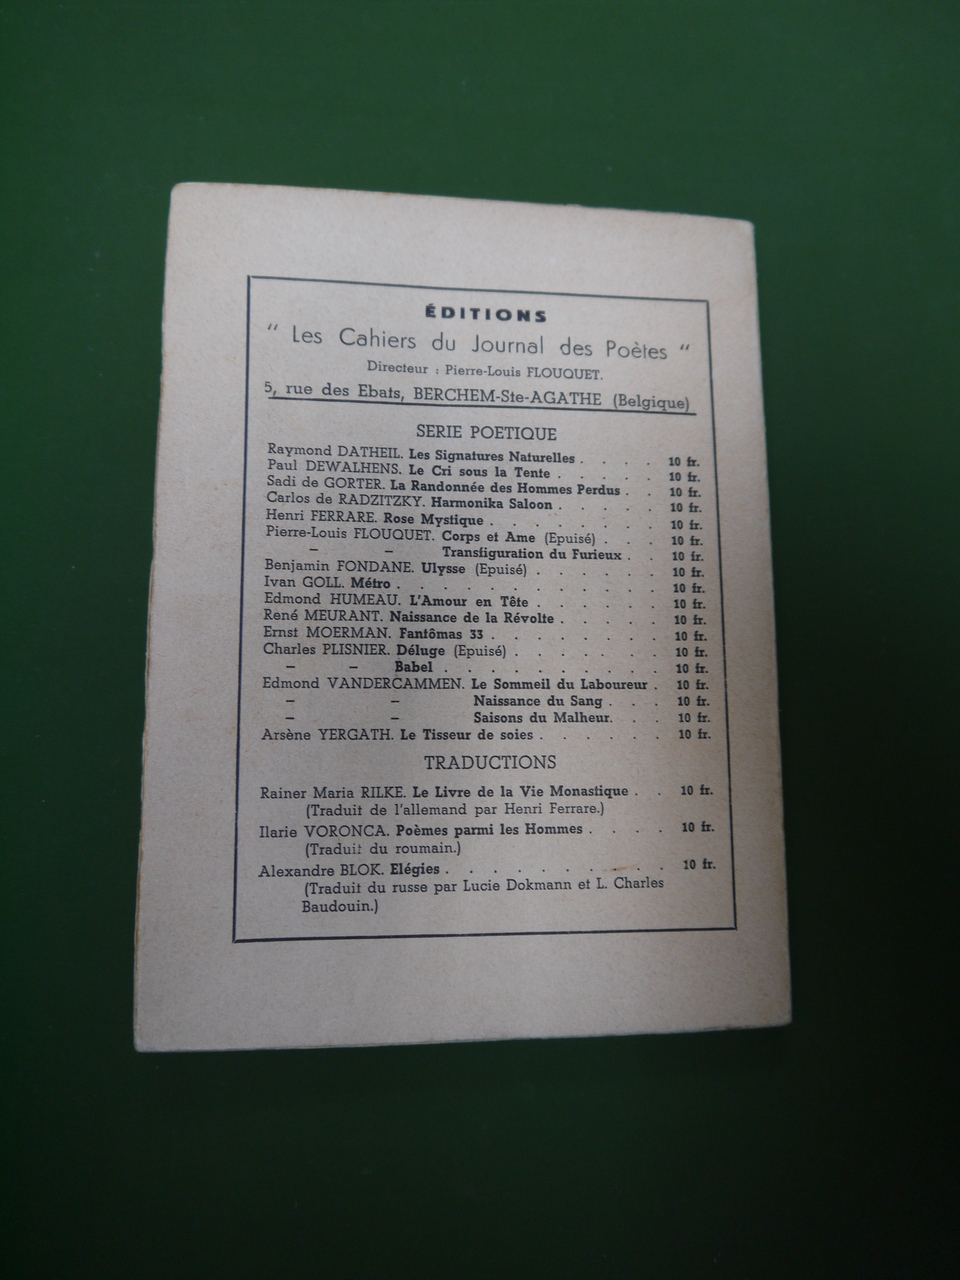 ÉDITIONS
" Les Cahiers du Journal des Poètes "
Directeur : Pierre-Louis FLOUQUET.
5, rue des Ebats, BERCHEM-Ste-AGATHE (Belgique)
SERIE POETIQUE
Raymond DATHEIL. Les Signatures Naturelles . . . . 10 fr.
Paul DEWALHENS. Le Cri sous la Tente . . . . . 10 fr.
Sadi de GORTER. La Randonnée des Hommes Perdus . . 10 fr.
Carlos de RADZITZKY. Harmonika Saloon . . . . . 10 fr.
Henri FERRARE. Rose Mystique . . . . . . . . 10 fr.
Pierre-Louis FLOUQUET. Corps et Ame (Epuisé) . . . 10 fr.
— — Transfiguration du Furieux . . 10 fr.
Benjamin FONDANE. Ulysse (Epuisé) . . . . . . 10 fr.
Ivan GOLL. Métro . . . . . . . . . . . 10 fr.
Edmond HUMEAU. L'Amour en Tête . . . . . . 10 fr.
René MEURANT. Naissance de la Révolte . . . . . 10 fr.
Ernst MOERMAN. Fantômas 33 . . . . . . . . 10 fr.
Charles PLISNIER. Déluge (Epuisé) . . . . . . . 10 fr.
— — Babel . . . . . . . . . . 10 fr.
Edmond VANDERCAMMEN. Le Sommeil du Laboureur . 10 fr.
— — Naissance du Sang . . . 10 fr.
— — Saisons du Malheur. . . 10 fr.
Arsène YERGATH. Le Tisseur de soies . . . . . . 10 fr.
TRADUCTIONS
Rainer Maria RILKE. Le Livre de la Vie Monastique . . 10 fr.
(Traduit de l'allemand par Henri Ferrare.)
Ilarie VORONCA. Poèmes parmi les Hommes . . . . 10 fr.
(Traduit du roumain.)
Alexandre BLOK. Elégies . . . . . . . . . . 10 fr.
(Traduit du russe par Lucie Dokmann et L. Charles
Baudouin.)